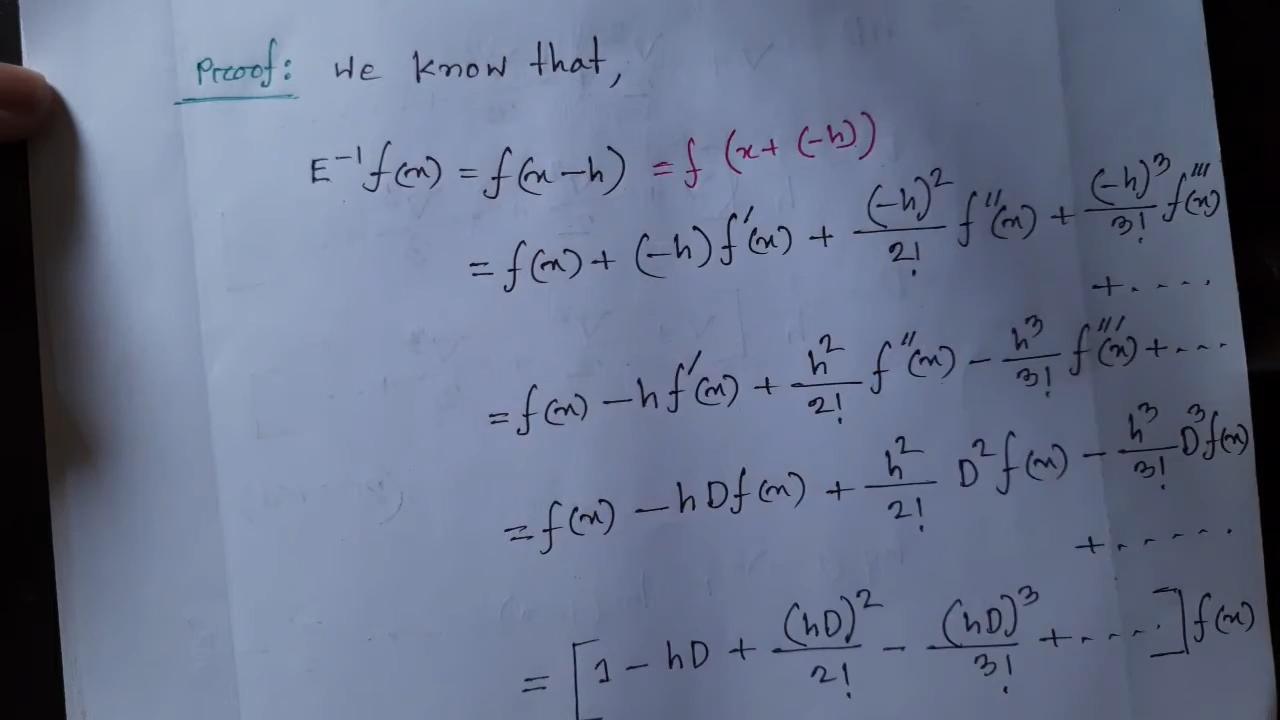 Proof: We know that,
E⁻¹f(x) = f(x-h) = f(x+(-h))
= f(x) + (-h)f'(x) + (-h)²/2! f''(x) + (-h)³/3! f'''(x)
+ ....
= f(x) - hf'(x) + h²/2! f''(x) - h³/3! f'''(x) + ...
= f(x) - hDf(x) + h²/2! D²f(x) - h³/3! D³f(x)
+ ......
= [1 - hD + (hD)²/2! - (hD)³/3! + ....] f(x)